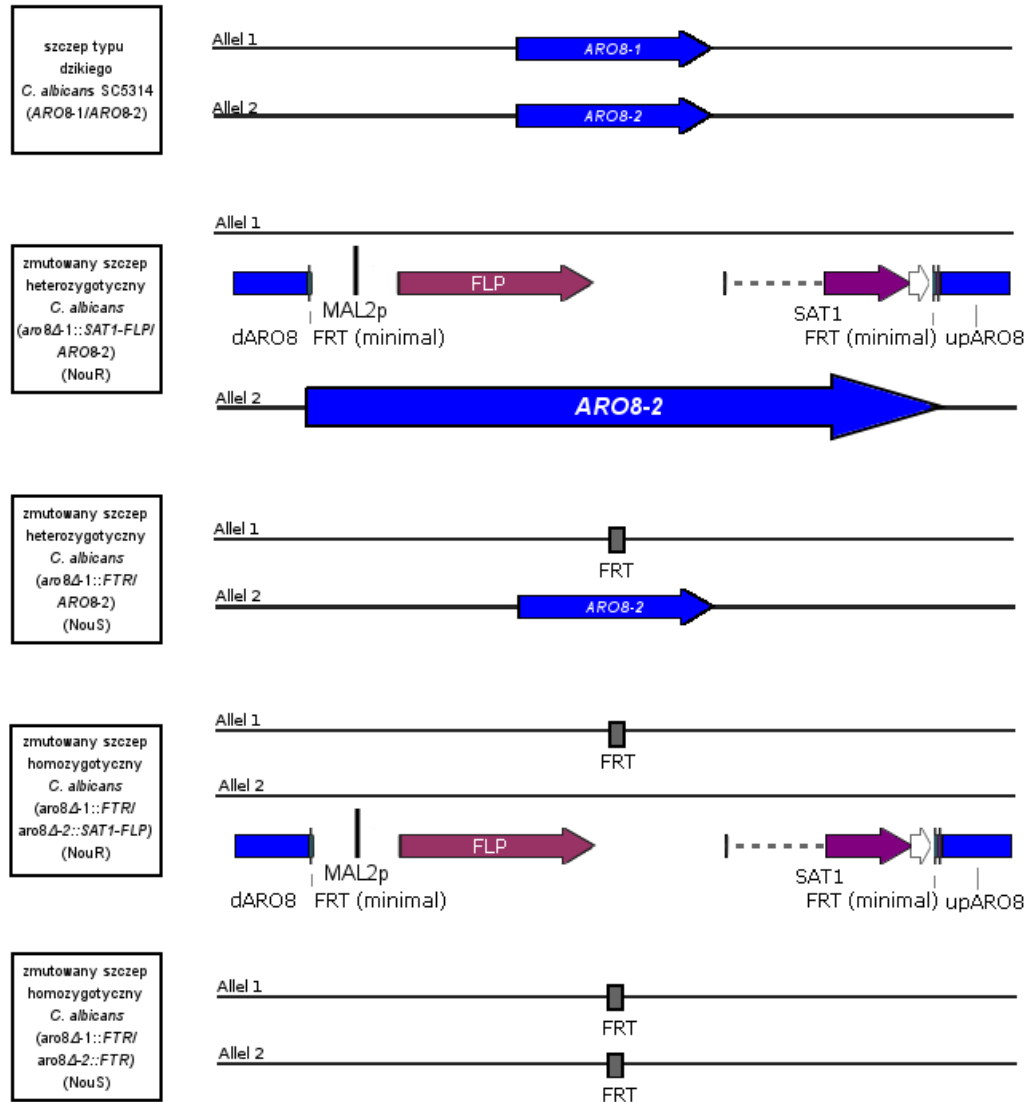 szczep typu
dzikiego
C. albicans SC5314
(ARO8-1/ARO8-2)
Allel 1
ARO8-1
Allel 2
ARO8-2
zmutowany szczep
heterozygotyczny
C. albicans
(aro8Δ-1::SAT1-FLP/
ARO8-2)
(NouR)
Allel 1
FLP
MAL2p
SAT1
dARO8
FRT (minimal)
FRT (minimal)
upARO8
Allel 2
ARO8-2
zmutowany szczep
heterozygotyczny
C. albicans
(aro8Δ-1::FTR/
ARO8-2)
(NouS)
Allel 1
FRT
Allel 2
ARO8-2
zmutowany szczep
homozygotyczny
C. albicans
(aro8Δ-1::FTR/
aro8Δ-2::SAT1-FLP)
(NouR)
Allel 1
FRT
Allel 2
FLP
MAL2p
SAT1
dARO8
FRT (minimal)
FRT (minimal)
upARO8
zmutowany szczep
homozygotyczny
C. albicans
(aro8Δ-1::FTR/
aro8Δ-2::FTR)
(NouS)
Allel 1
FRT
Allel 2
FRT